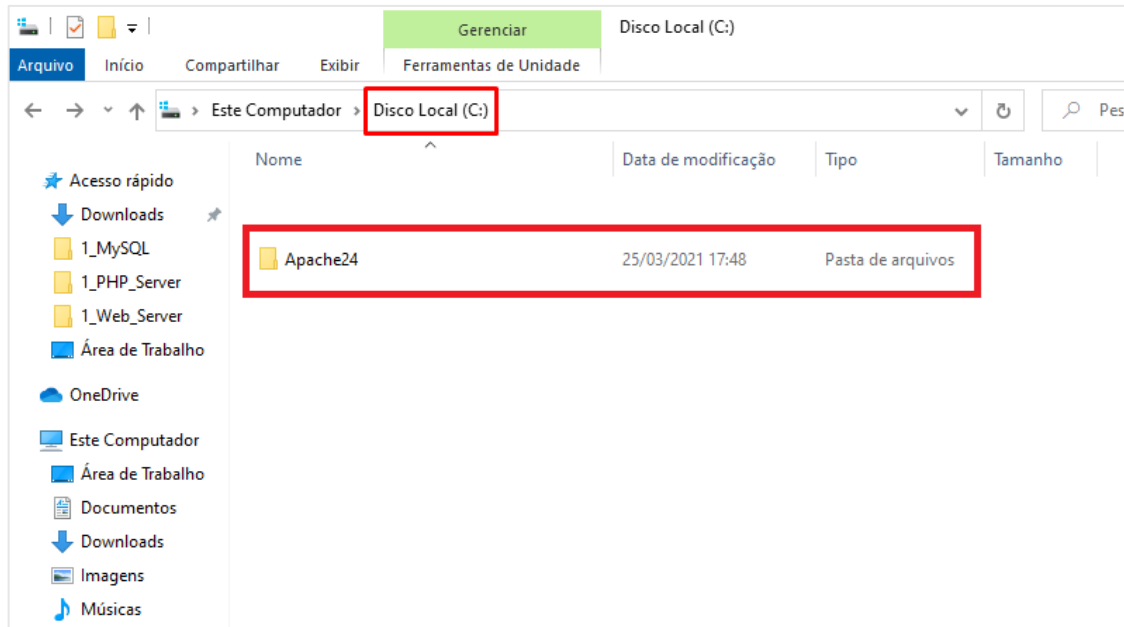 Gerenciar Disco Local (C:)
Arquivo Início Compartilhar Exibir Ferramentas de Unidade
Este Computador Disco Local (C:) Pes
Nome Data de modificação Tipo Tamanho
Acesso rápido
Downloads
1_MySQL
1_PHP_Server
1_Web_Server
Área de Trabalho
OneDrive
Este Computador
Área de Trabalho
Documentos
Downloads
Imagens
Músicas
Apache24 25/03/2021 17:48 Pasta de arquivos